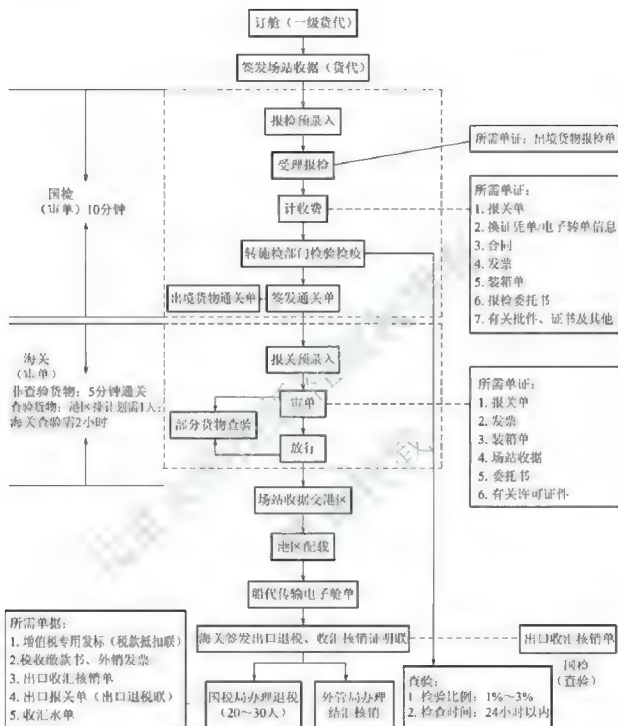 订舱（一级货代）
签发场站收据（货代）
报检预录入
受理报检
所需单证：出境货物报检单
国检
（审单）10分钟
计收费
所需单证：
1. 报关单
2. 换证凭单/电子转单信息
3. 合同
4. 发票
5. 装箱单
6. 报检委托书
7. 有关批件、证书及其他
转施检部门检验检疫
出境货物通关单
签发通关单
海关
（审单）
非查验货物：5分钟通关
查验货物：港区排计划需1人；
海关查验需2小时
报关预录入
审单
部分货物查验
放行
所需单证：
1. 报关单
2. 发票
3. 装箱单
4. 场站收据
5. 委托书
6. 有关许可证件
场站收据交港区
港区配载
船代传输电子舱单
海关签发出口退税、收汇核销证明联
出口收汇核销单
国检
（查验）
所需单据：
1. 增值税专用发标（税款抵扣联）
2.税收缴款书、外销发票
3. 出口收汇核销单
4. 出口报关单（出口退税联）
5. 收汇水单
国税局办理退税
（20～30人）
外管局办理
结汇核销
查验：
1 检验比例：1%～3%
2. 检查时间：24小时以内